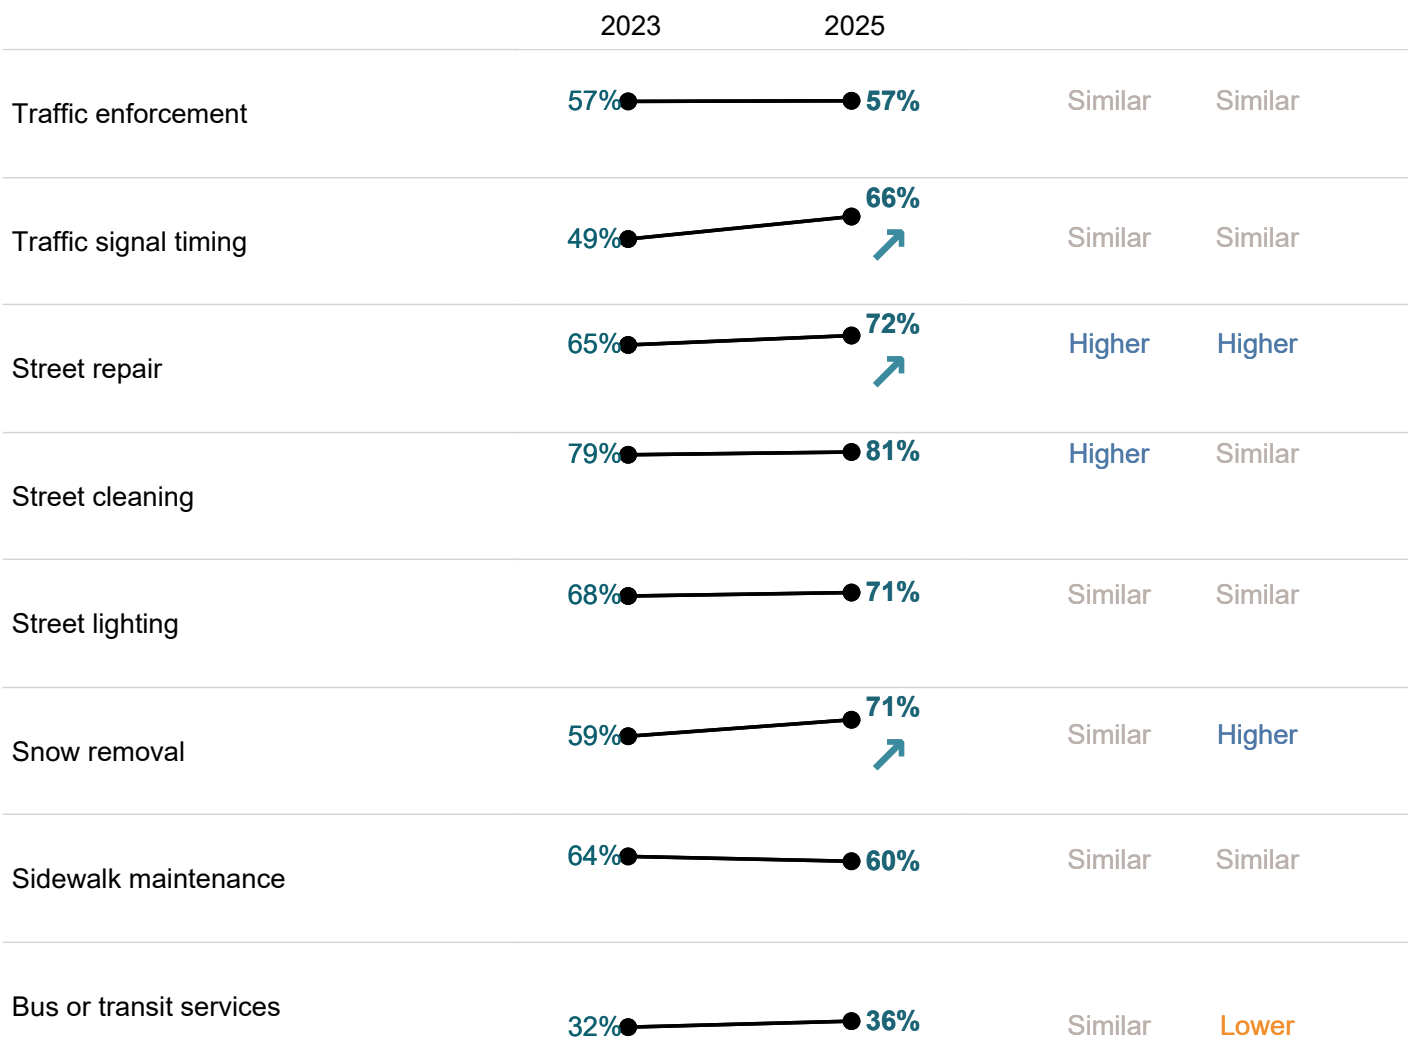 2023 2025
Traffic enforcement 57% 57% Similar Similar
Traffic signal timing 49% 66% Similar Similar
Street repair 65% 72% Higher Higher
Street cleaning 79% 81% Higher Similar
Street lighting 68% 71% Similar Similar
Snow removal 59% 71% Similar Higher
Sidewalk maintenance 64% 60% Similar Similar
Bus or transit services 32% 36% Similar Lower